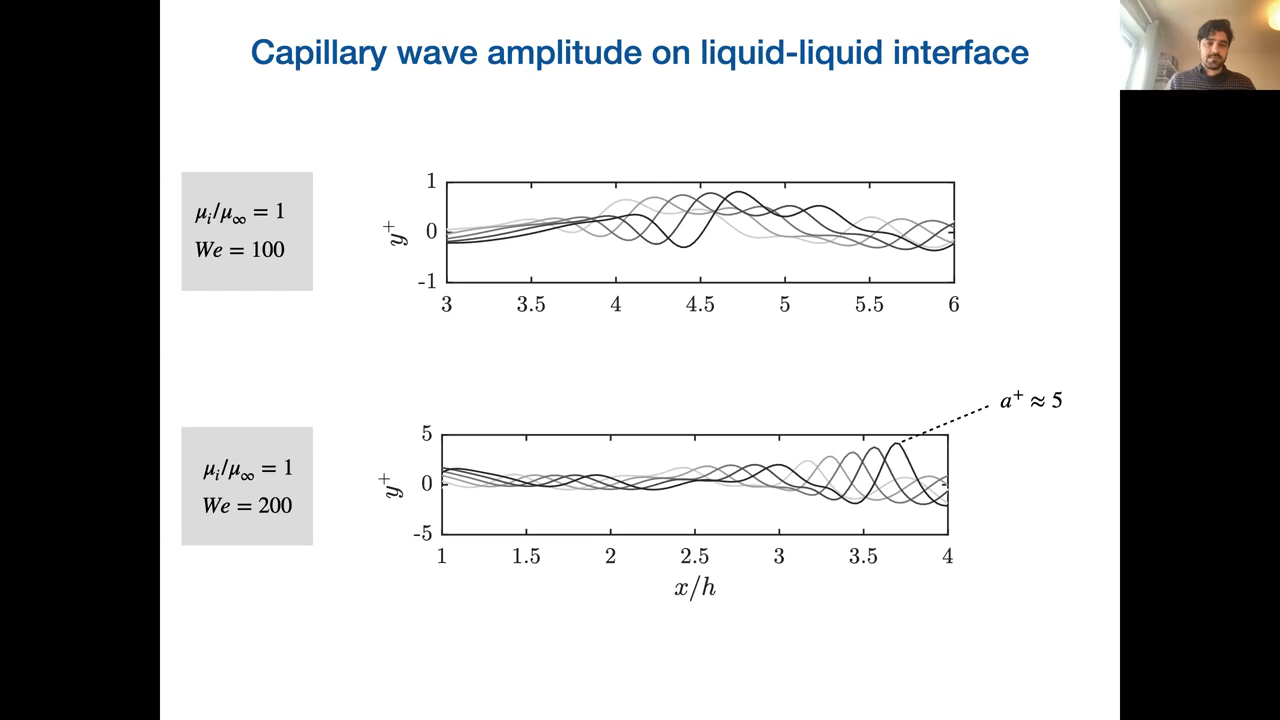 Capillary wave amplitude on liquid-liquid interface
μᵢ/μ∞ = 1
We = 100
y⁺
1
0
-1
3 3.5 4 4.5 5 5.5 6
a⁺ ≈ 5
μᵢ/μ∞ = 1
We = 200
y⁺
5
0
-5
1 1.5 2 2.5 3 3.5 4
x/h